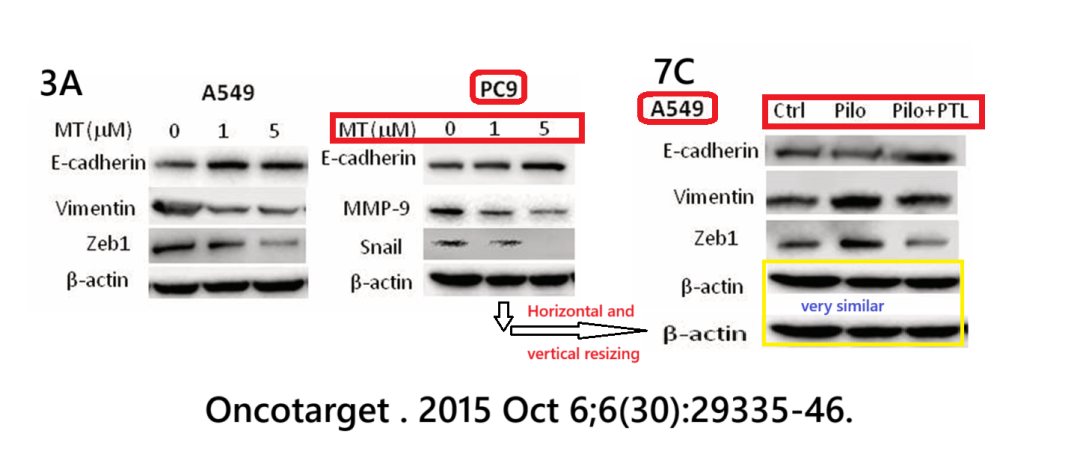 3A
A549
MT(μM) 0 1 5
E-cadherin
Vimentin
Zeb1
β-actin
PC9
MT(μM) 0 1 5
E-cadherin
MMP-9
Snail
β-actin
Horizontal and
vertical resizing
7C
A549
Ctrl Pilo Pilo+PTL
E-cadherin
Vimentin
Zeb1
β-actin
very similar
β-actin
Oncotarget . 2015 Oct 6;6(30):29335-46.